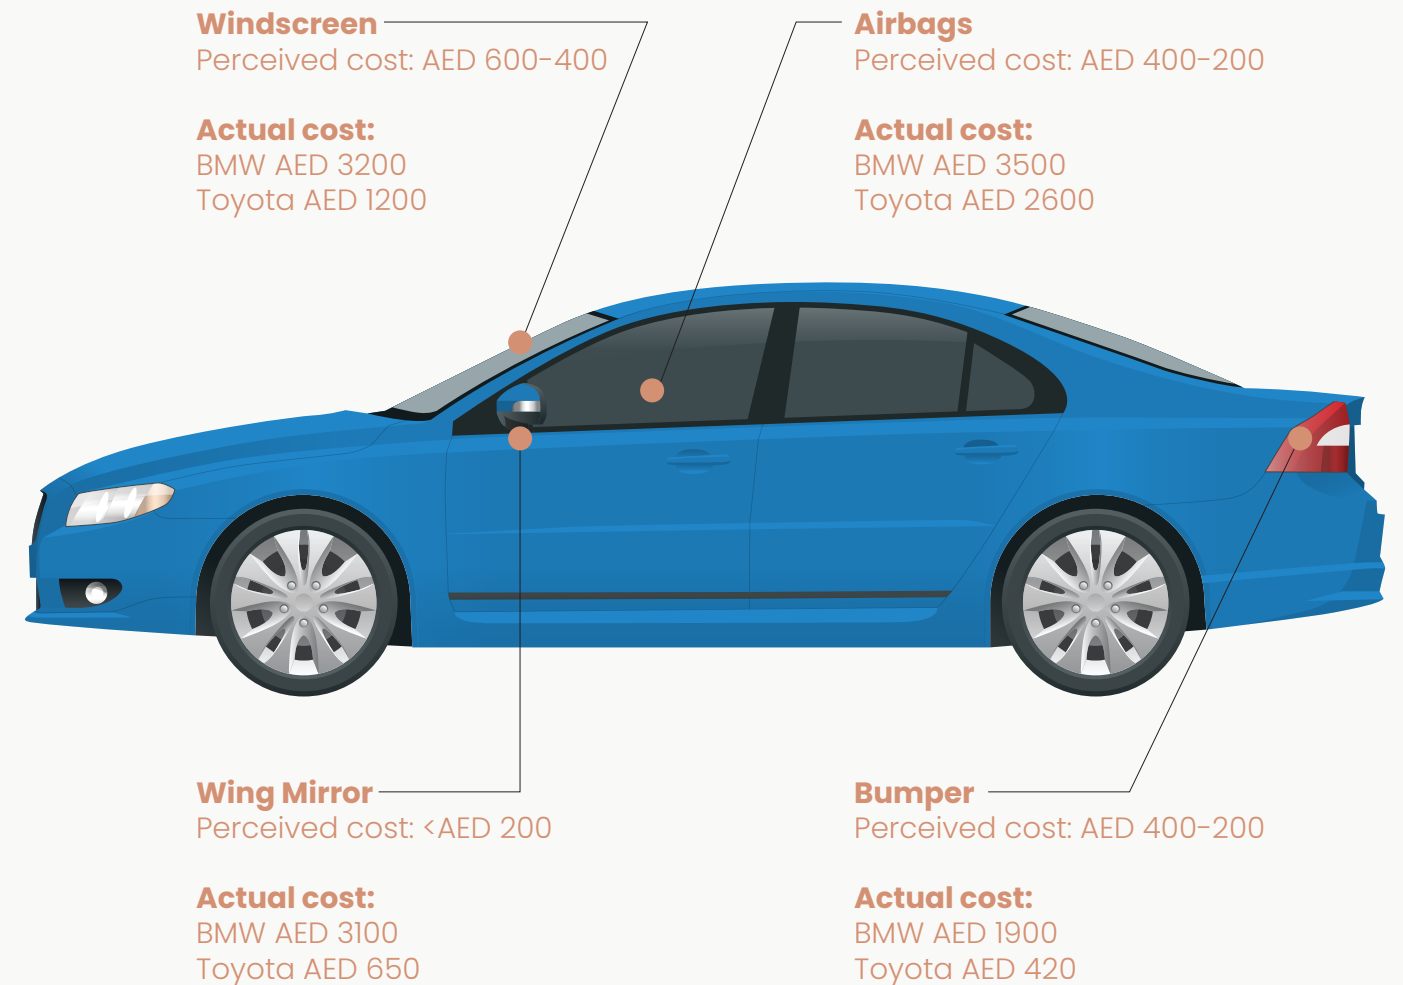 Windscreen
Perceived cost: AED 600-400
Actual cost:
BMW AED 3200
Toyota AED 1200
Airbags
Perceived cost: AED 400-200
Actual cost:
BMW AED 3500
Toyota AED 2600
Wing Mirror
Perceived cost: <AED 200
Actual cost:
BMW AED 3100
Toyota AED 650
Bumper
Perceived cost: AED 400-200
Actual cost:
BMW AED 1900
Toyota AED 420